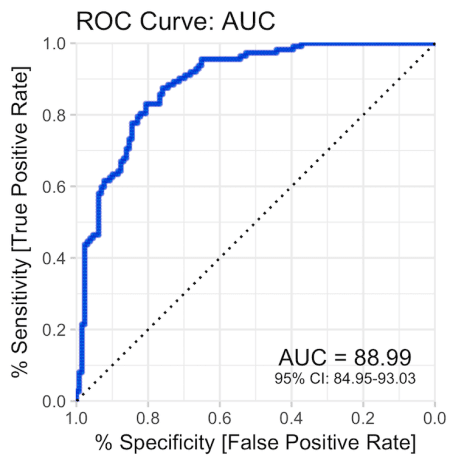 ROC Curve: AUC
% Sensitivity [True Positive Rate]
1.0
0.8
0.6
0.4
0.2
0.0
AUC = 88.99
95% CI: 84.95-93.03
1.0 0.8 0.6 0.4 0.2 0.0
% Specificity [False Positive Rate]